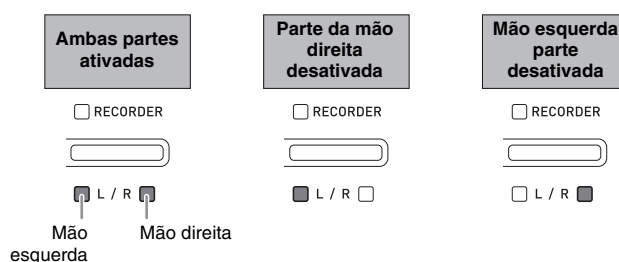 Ambas partes
ativadas
RECORDER
L / R
Mão
esquerda
Mão direita
Parte da mão
direita
desativada
RECORDER
L / R
Mão esquerda
parte
desativada
RECORDER
L / R